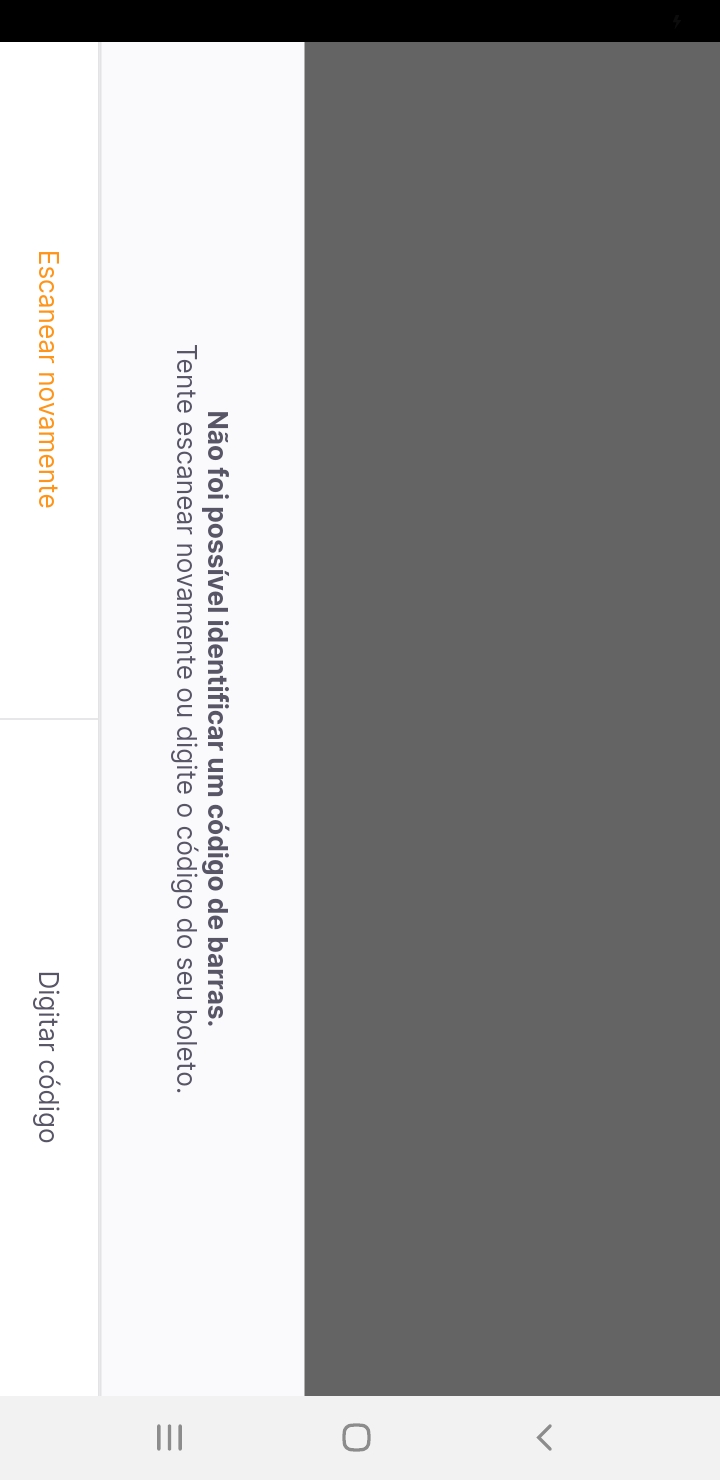 Não foi possível identificar um código de barras.
Tente escanear novamente ou digite o código do seu boleto.
Escanear novamente
Digitar código